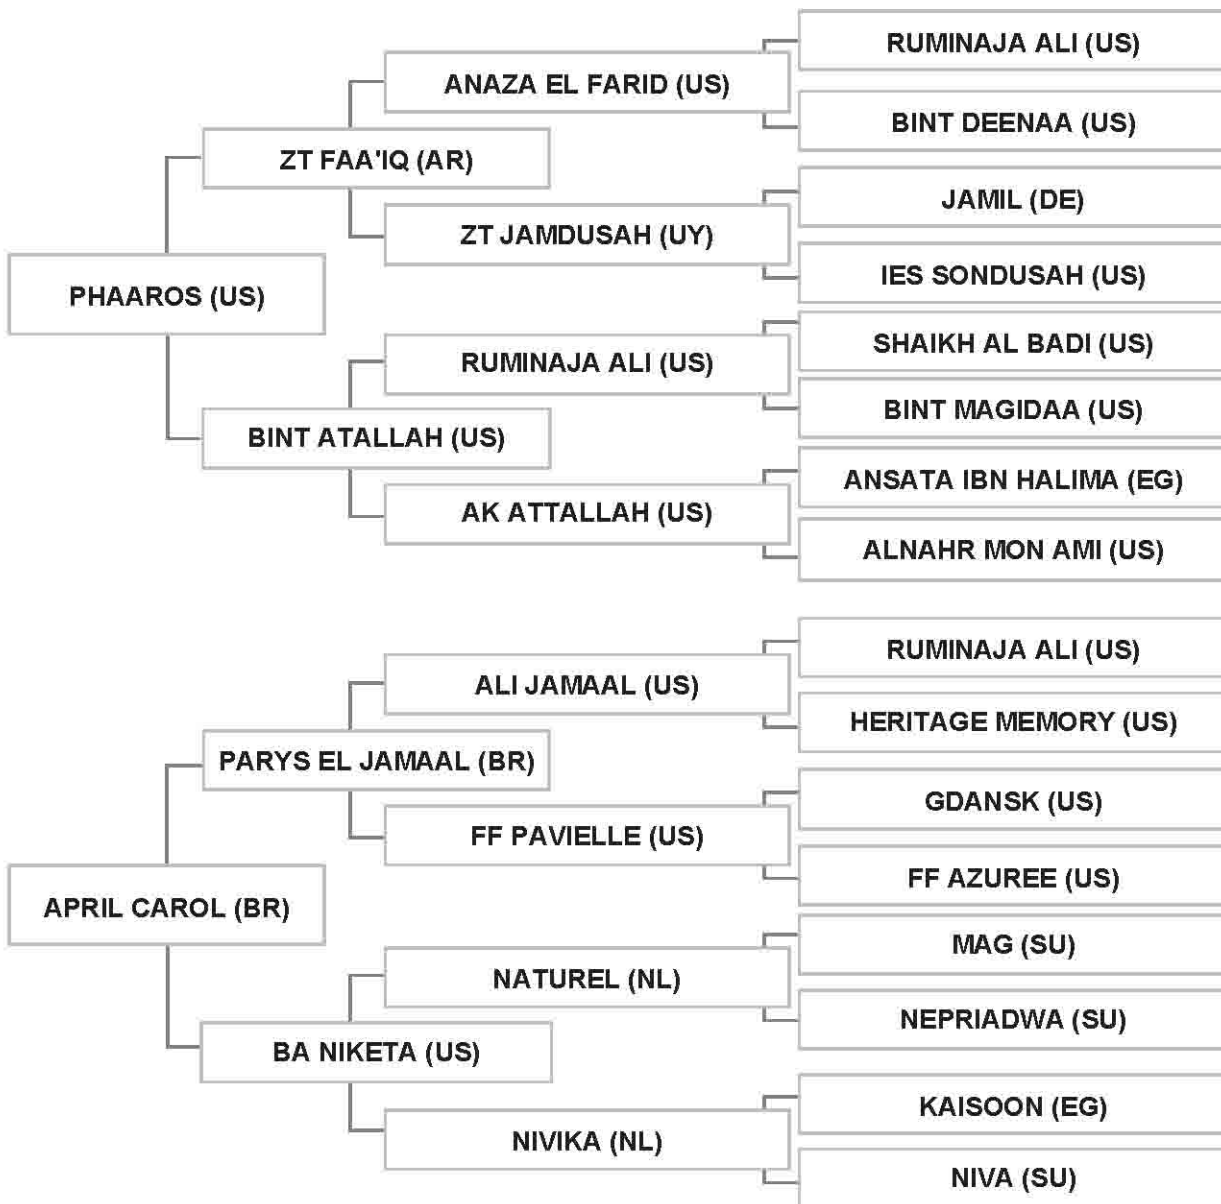 RUMINAJA ALI (US)
ANAZA EL FARID (US)
BINT DEENAA (US)
ZT FAA'IQ (AR)
JAMIL (DE)
ZT JAMDUSAH (UY)
IES SONDUSAH (US)
PHAAROS (US)
SHAIKH AL BADI (US)
RUMINAJA ALI (US)
BINT MAGIDAA (US)
BINT ATALLAH (US)
ANSATA IBN HALIMA (EG)
AK ATTALLAH (US)
ALNAHR MON AMI (US)
RUMINAJA ALI (US)
ALI JAMAAL (US)
HERITAGE MEMORY (US)
PARYS EL JAMAAL (BR)
GDANSK (US)
FF PAVIELLE (US)
FF AZUREE (US)
APRIL CAROL (BR)
MAG (SU)
NATUREL (NL)
NEPRIADWA (SU)
BA NIKETA (US)
KAISOON (EG)
NIVIKA (NL)
NIVA (SU)